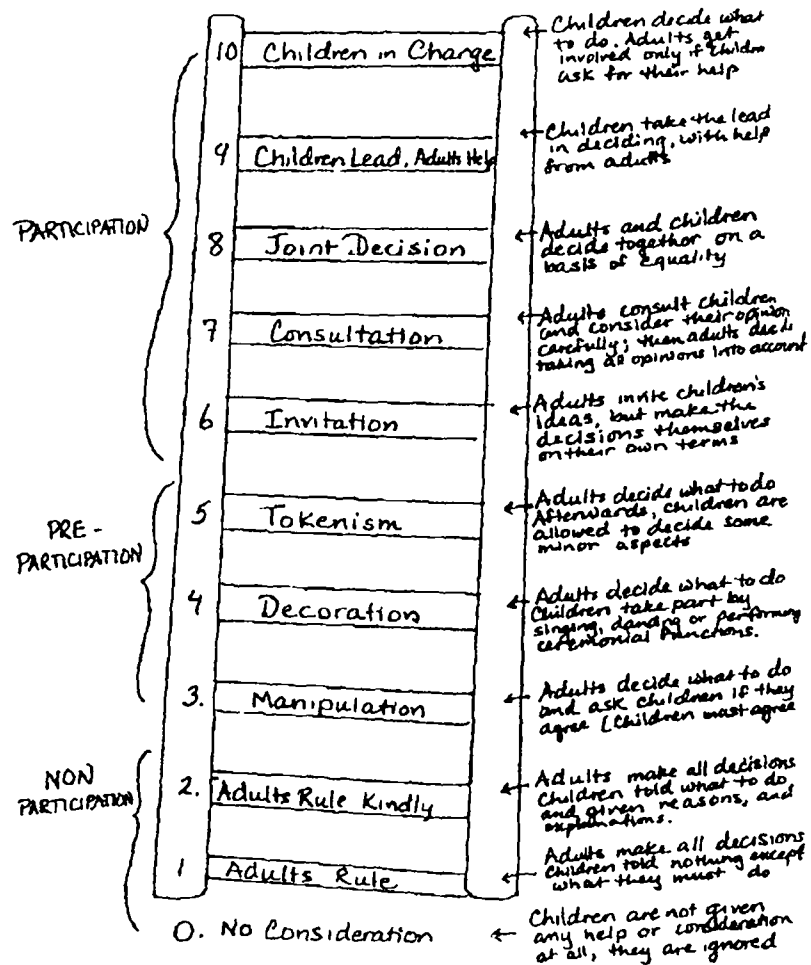 10 Children in Charge
← Children decide what
to do. Adults get
involved only if childrn
ask for their help
9 Children Lead, Adults Help
← Children take the lead
in deciding, with help
from adults
PARTICIPATION
8 Joint Decision
← Adults and children
decide together on a
basis of equality
7 Consultation
← Adults consult children
and consider their opinion
carefully; then adults decide
taking all opinions into account
6 Invitation
← Adults invite children's
ideas, but make the
decisions themselves
on their own terms
PRE -
PARTICIPATION
5 Tokenism
← Adults decide what to do
Afterwards, children are
allowed to decide some
minor aspects
4 Decoration
← Adults decide what to do
Children take part by
singing, dancing or performing
ceremonial functions.
3. Manipulation
← Adults decide what to do
and ask children if they
agree (Children must agree
NON
PARTICIPATION
2. Adults Rule Kindly
← Adults make all decisions
Children told what to do
and given reasons, and
explanations.
1 Adults Rule
← Adults make all decisions
Children told nothing except
what they must do
0. No Consideration
← Children are not given
any help or consideration
at all, they are ignored